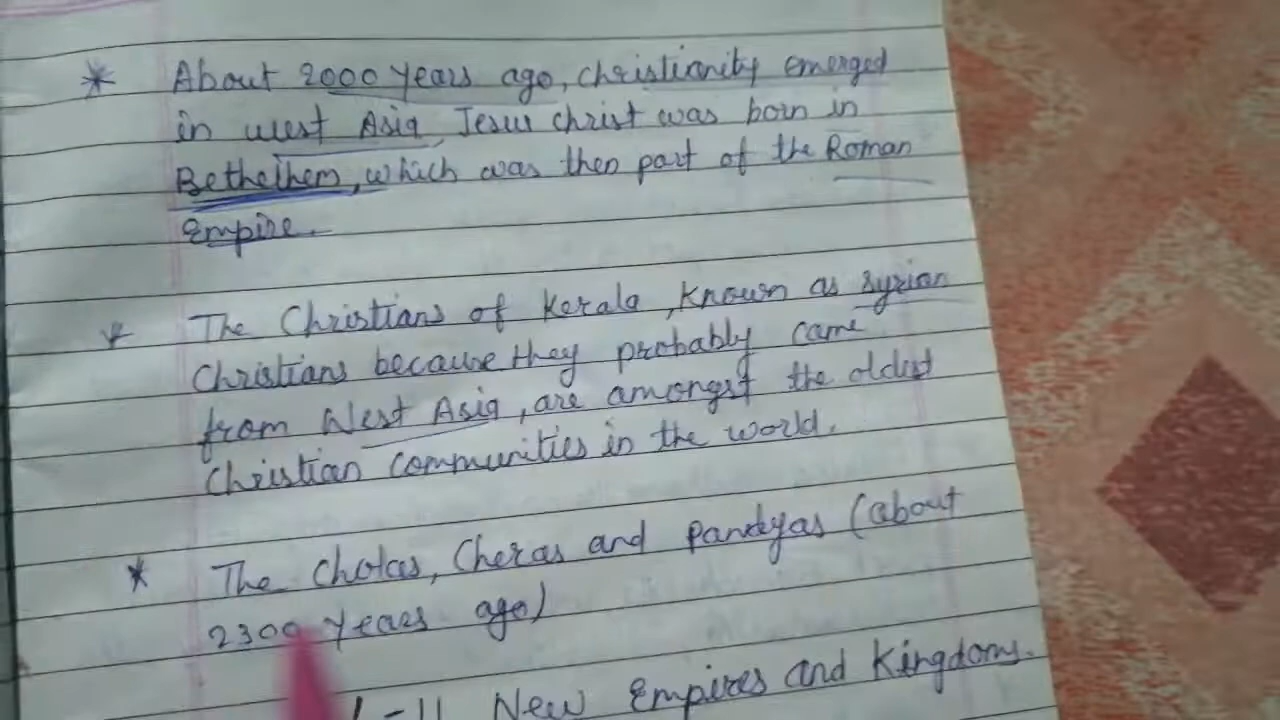 * About 2000 years ago, christianity emerged
in west Asia, Jesus christ was born in
Bethelhem, which was then part of the Roman
Empire.
* The Christians of Kerala, known as syrian
Christians because they probably came
from West Asia, are amongst the oldest
Christian communities in the world.
* The Cholas, Cheras and Pandyas (about
2300 years ago)
-11 New Empires and Kingdoms.